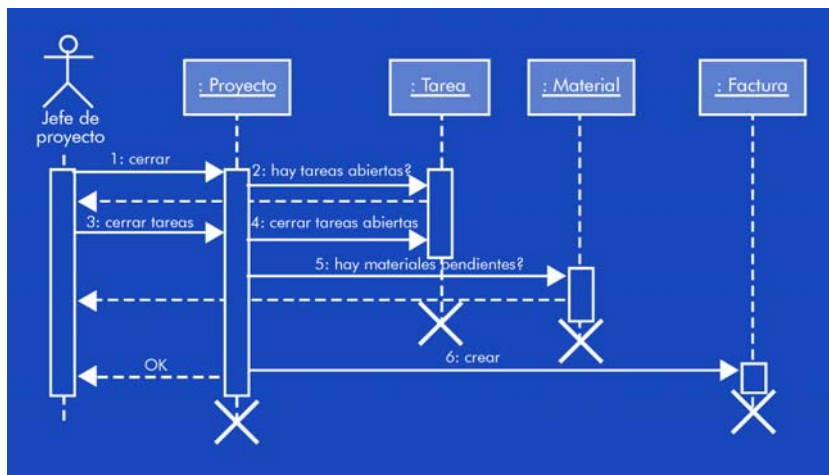 : Proyecto
: Tarea
: Material
: Factura
Jefe de
proyecto
1: cerrar
2: hay tareas abiertas?
3: cerrar tareas
4: cerrar tareas abiertas
5: hay materiales pendientes?
OK
6: crear